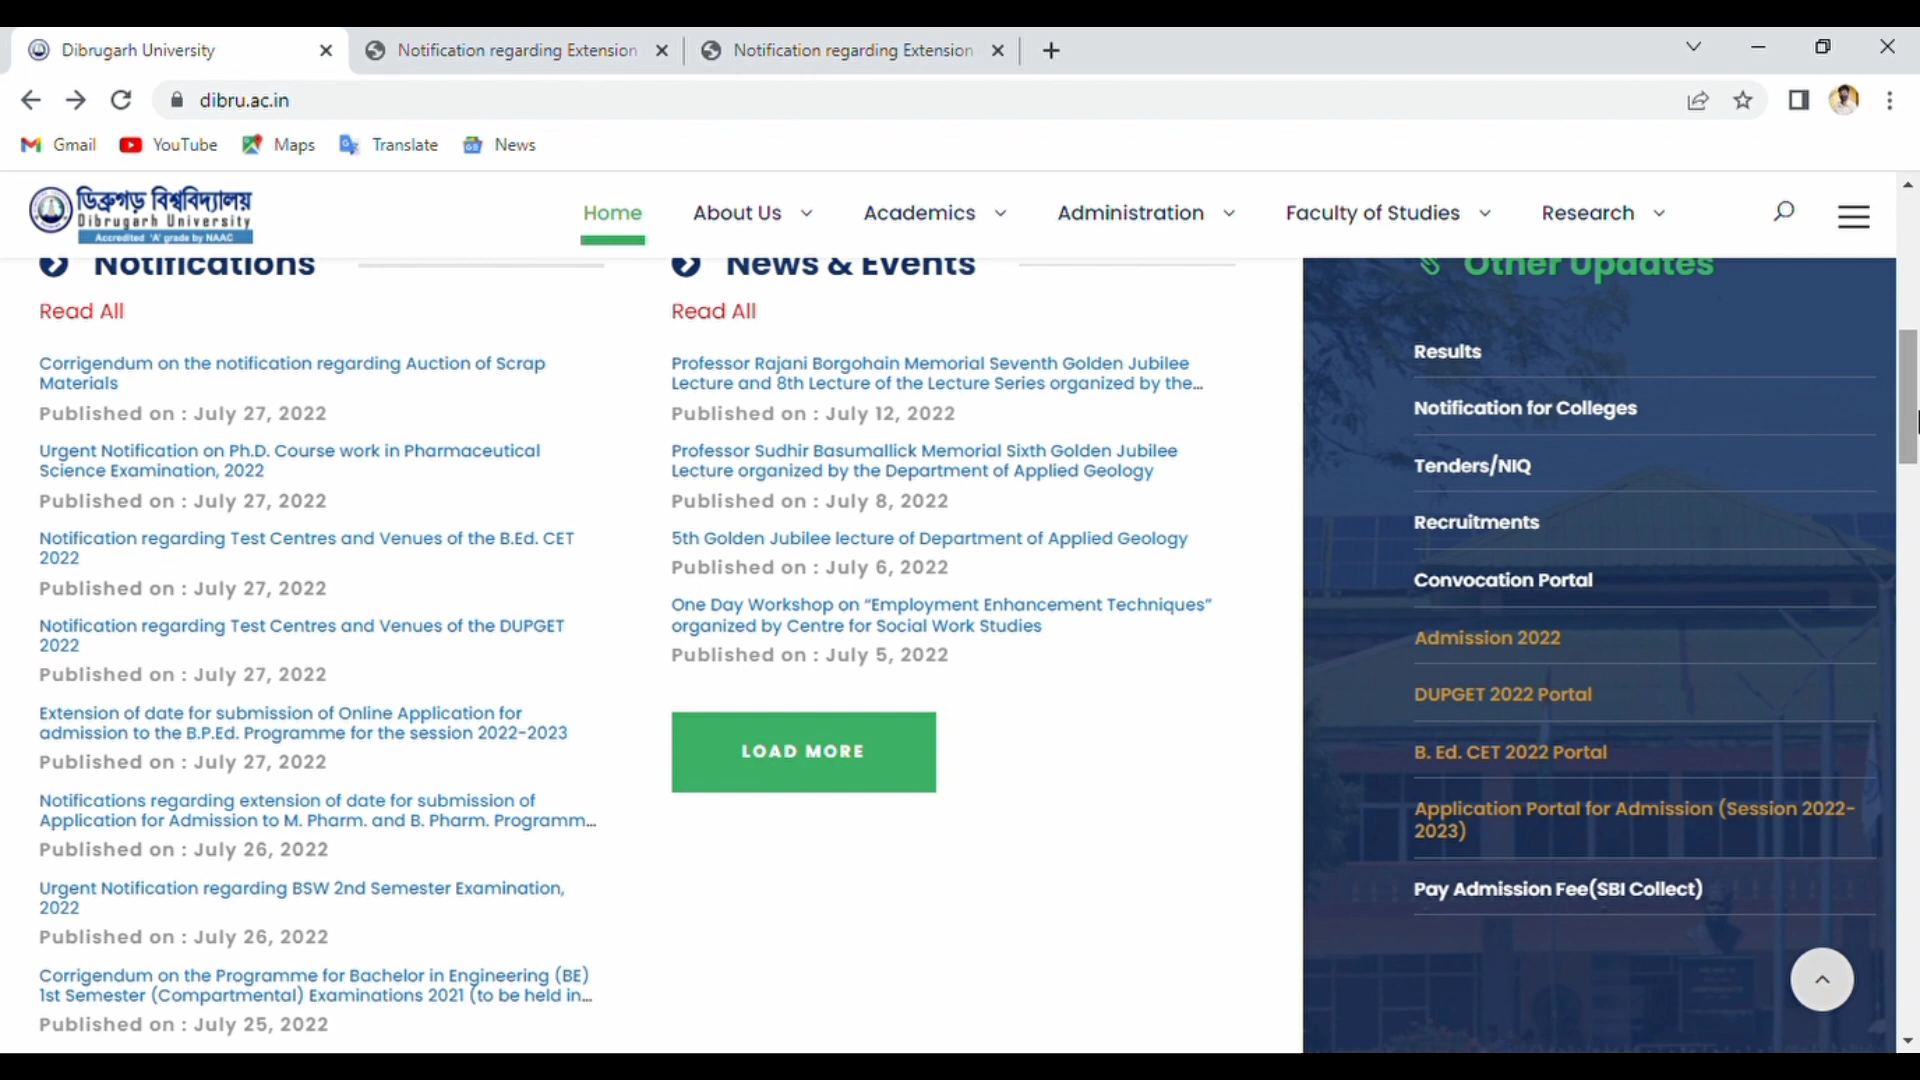 Dibrugarh University
Notification regarding Extension
Notification regarding Extension
dibru.ac.in
Gmail
YouTube
Maps
Translate
News
ডিব্ৰুগড় বিশ্ববিদ্যালয়
Dibrugarh University
Accredited 'A' grade by NAAC
Home
About Us
Academics
Administration
Faculty of Studies
Research
Notifications
Read All
Corrigendum on the notification regarding Auction of Scrap
Materials
Published on : July 27, 2022
Urgent Notification on Ph.D. Course work in Pharmaceutical
Science Examination, 2022
Published on : July 27, 2022
Notification regarding Test Centres and Venues of the B.Ed. CET
2022
Published on : July 27, 2022
Notification regarding Test Centres and Venues of the DUPGET
2022
Published on : July 27, 2022
Extension of date for submission of Online Application for
admission to the B.P.Ed. Programme for the session 2022-2023
Published on : July 27, 2022
Notifications regarding extension of date for submission of
Application for Admission to M. Pharm. and B. Pharm. Programm...
Published on : July 26, 2022
Urgent Notification regarding BSW 2nd Semester Examination,
2022
Published on : July 26, 2022
Corrigendum on the Programme for Bachelor in Engineering (BE)
1st Semester (Compartmental) Examinations 2021 (to be held in...
Published on : July 25, 2022
News & Events
Read All
Professor Rajani Borgohain Memorial Seventh Golden Jubilee
Lecture and 8th Lecture of the Lecture Series organized by the...
Published on : July 12, 2022
Professor Sudhir Basumallick Memorial Sixth Golden Jubilee
Lecture organized by the Department of Applied Geology
Published on : July 8, 2022
5th Golden Jubilee lecture of Department of Applied Geology
Published on : July 6, 2022
One Day Workshop on “Employment Enhancement Techniques”
organized by Centre for Social Work Studies
Published on : July 5, 2022
LOAD MORE
Other Updates
Results
Notification for Colleges
Tenders/NIQ
Recruitments
Convocation Portal
Admission 2022
DUPGET 2022 Portal
B. Ed. CET 2022 Portal
Application Portal for Admission (Session 2022-
2023)
Pay Admission Fee(SBI Collect)